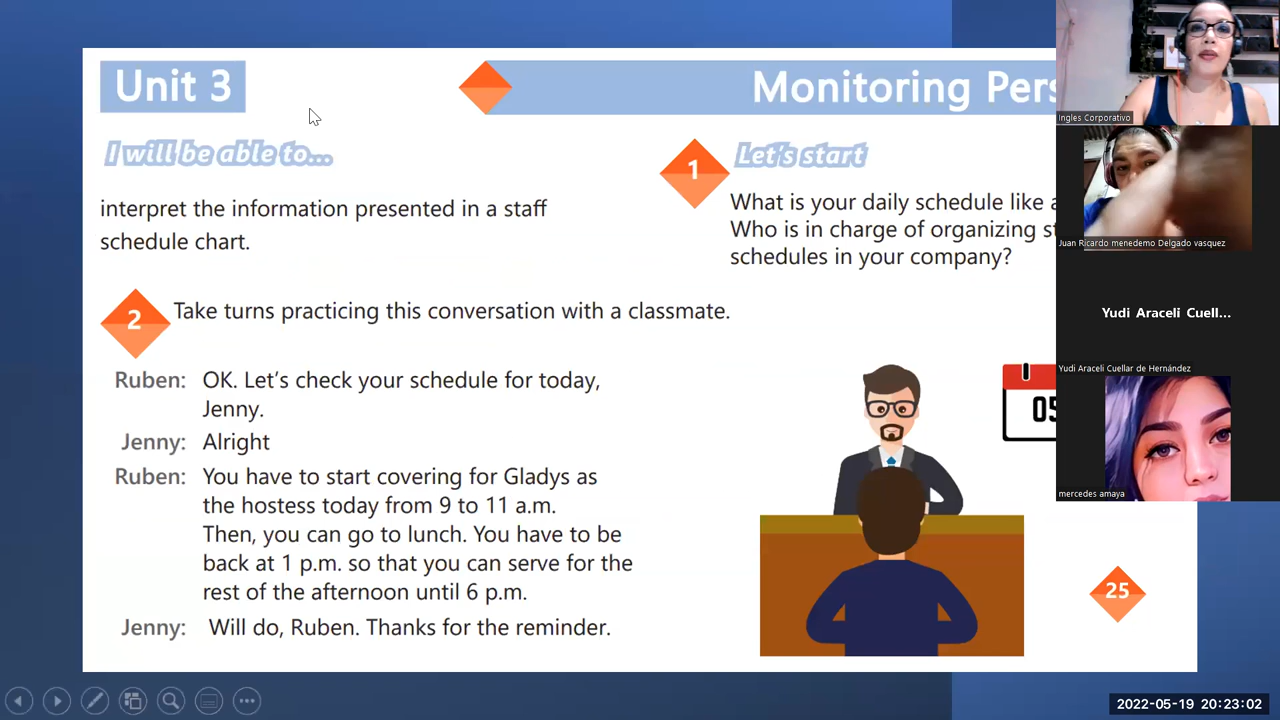 Unit 3
Monitoring Pers
I will be able to...
interpret the information presented in a staff
schedule chart.
1
Let's start
What is your daily schedule like a
Who is in charge of organizing st
schedules in your company?
2
Take turns practicing this conversation with a classmate.
Ruben: OK. Let's check your schedule for today,
Jenny.
Jenny: Alright
Ruben: You have to start covering for Gladys as
the hostess today from 9 to 11 a.m.
Then, you can go to lunch. You have to be
back at 1 p.m. so that you can serve for the
rest of the afternoon until 6 p.m.
Jenny: Will do, Ruben. Thanks for the reminder.
05
25
Ingles Corporativo
Juan Ricardo menedemo Delgado vasquez
Yudi Araceli Cuell...
Yudi Araceli Cuellar de Hernández
mercedes amaya
2022-05-19 20:23:02